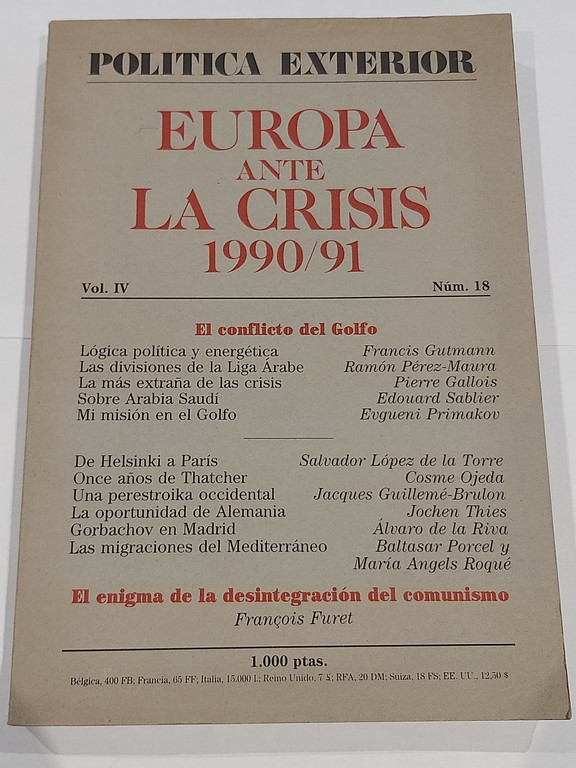 POLITICA EXTERIOR
EUROPA
ANTE
LA CRISIS
1990/91
Vol. IV Núm. 18
El conflicto del Golfo
Lógica política y energética Francis Gutmann
Las divisiones de la Liga Árabe Ramón Pérez-Maura
La más extraña de las crisis Pierre Gallois
Sobre Arabia Saudí Edouard Sablier
Mi misión en el Golfo Evgueni Primakov
De Helsinki a París Salvador López de la Torre
Once años de Thatcher Cosme Ojeda
Una perestroika occidental Jacques Guillemé-Brulon
La oportunidad de Alemania Jochen Thies
Gorbachov en Madrid Álvaro de la Riva
Las migraciones del Mediterráneo Baltasar Porcel y
María Angels Roqué
El enigma de la desintegración del comunismo
François Furet
1.000 ptas.
Bélgica, 400 FB; Francia, 65 FF; Italia, 15.000 L; Reino Unido, 7 £; RFA, 20 DM; Suiza, 18 FS; EE. UU., 12,50 $